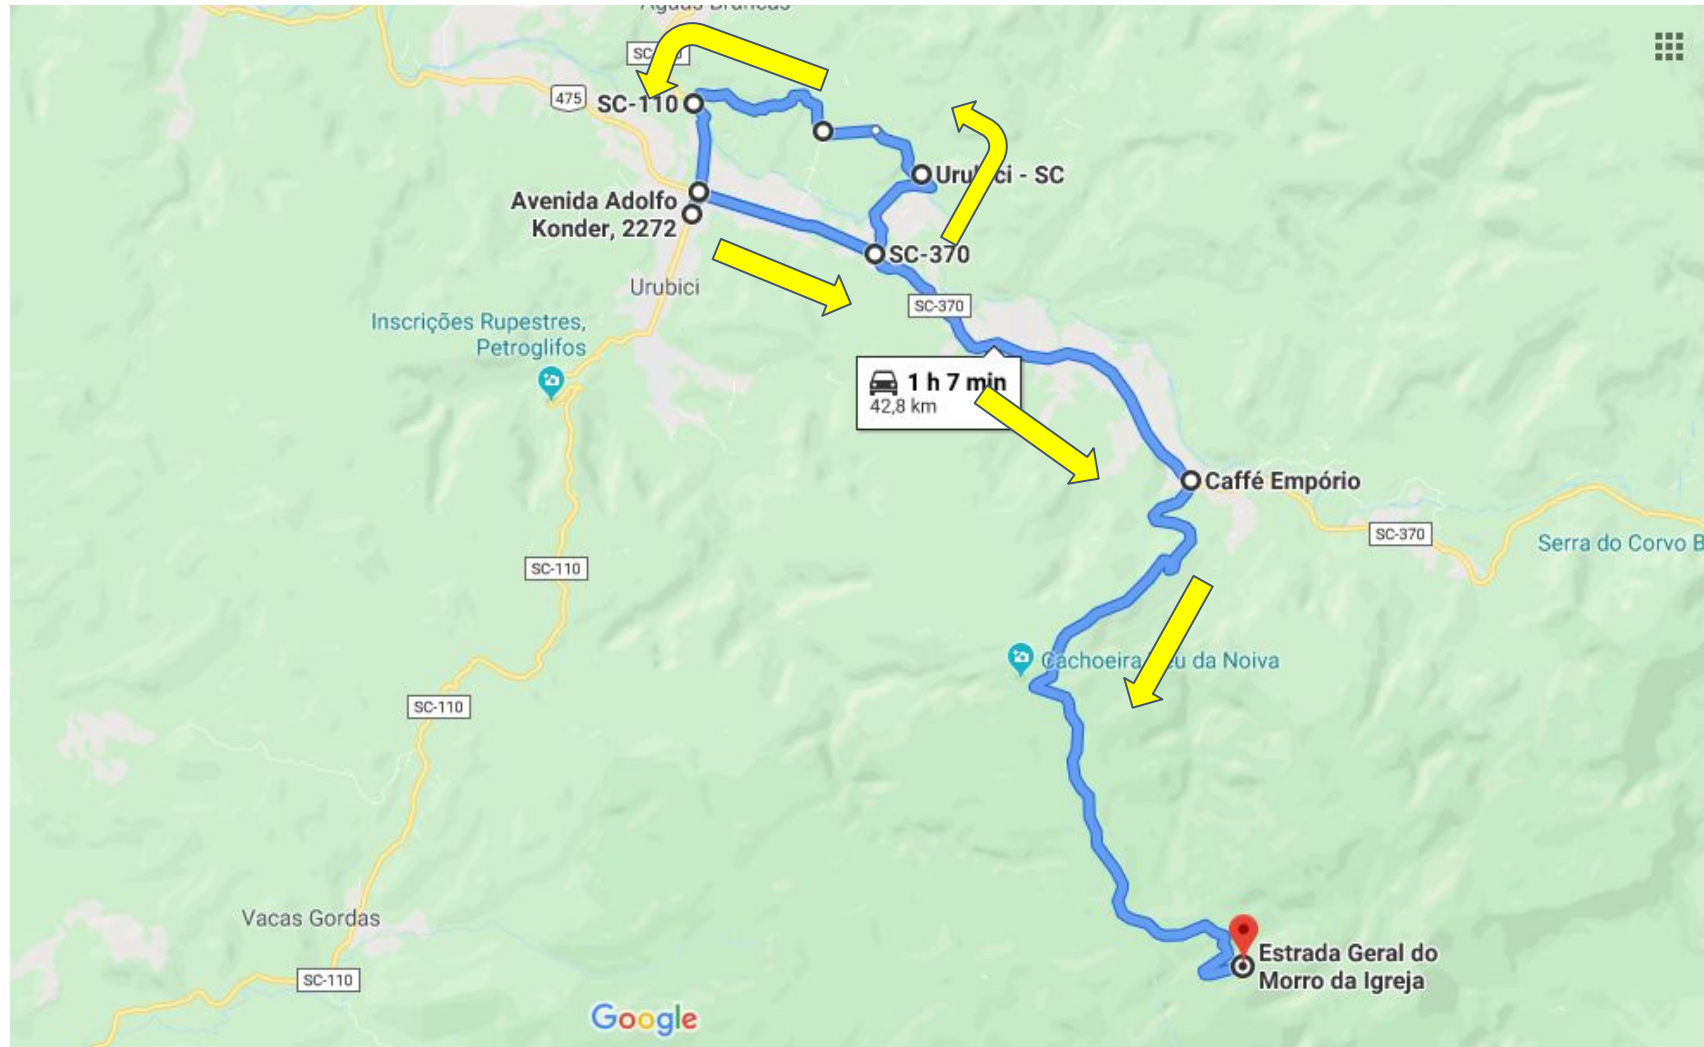 Águas Brancas
475
SC-110
Urubici - SC
Avenida Adolfo
Konder, 2272
SC-370
Urubici
SC-370
Inscrições Rupestres,
Petroglifos
1 h 7 min
42,8 km
Caffé Empório
SC-370
Serra do Corvo B
SC-110
Cachoeira
da Noiva
SC-110
Vacas Gordas
Estrada Geral do
Morro da Igreja
SC-110
Google